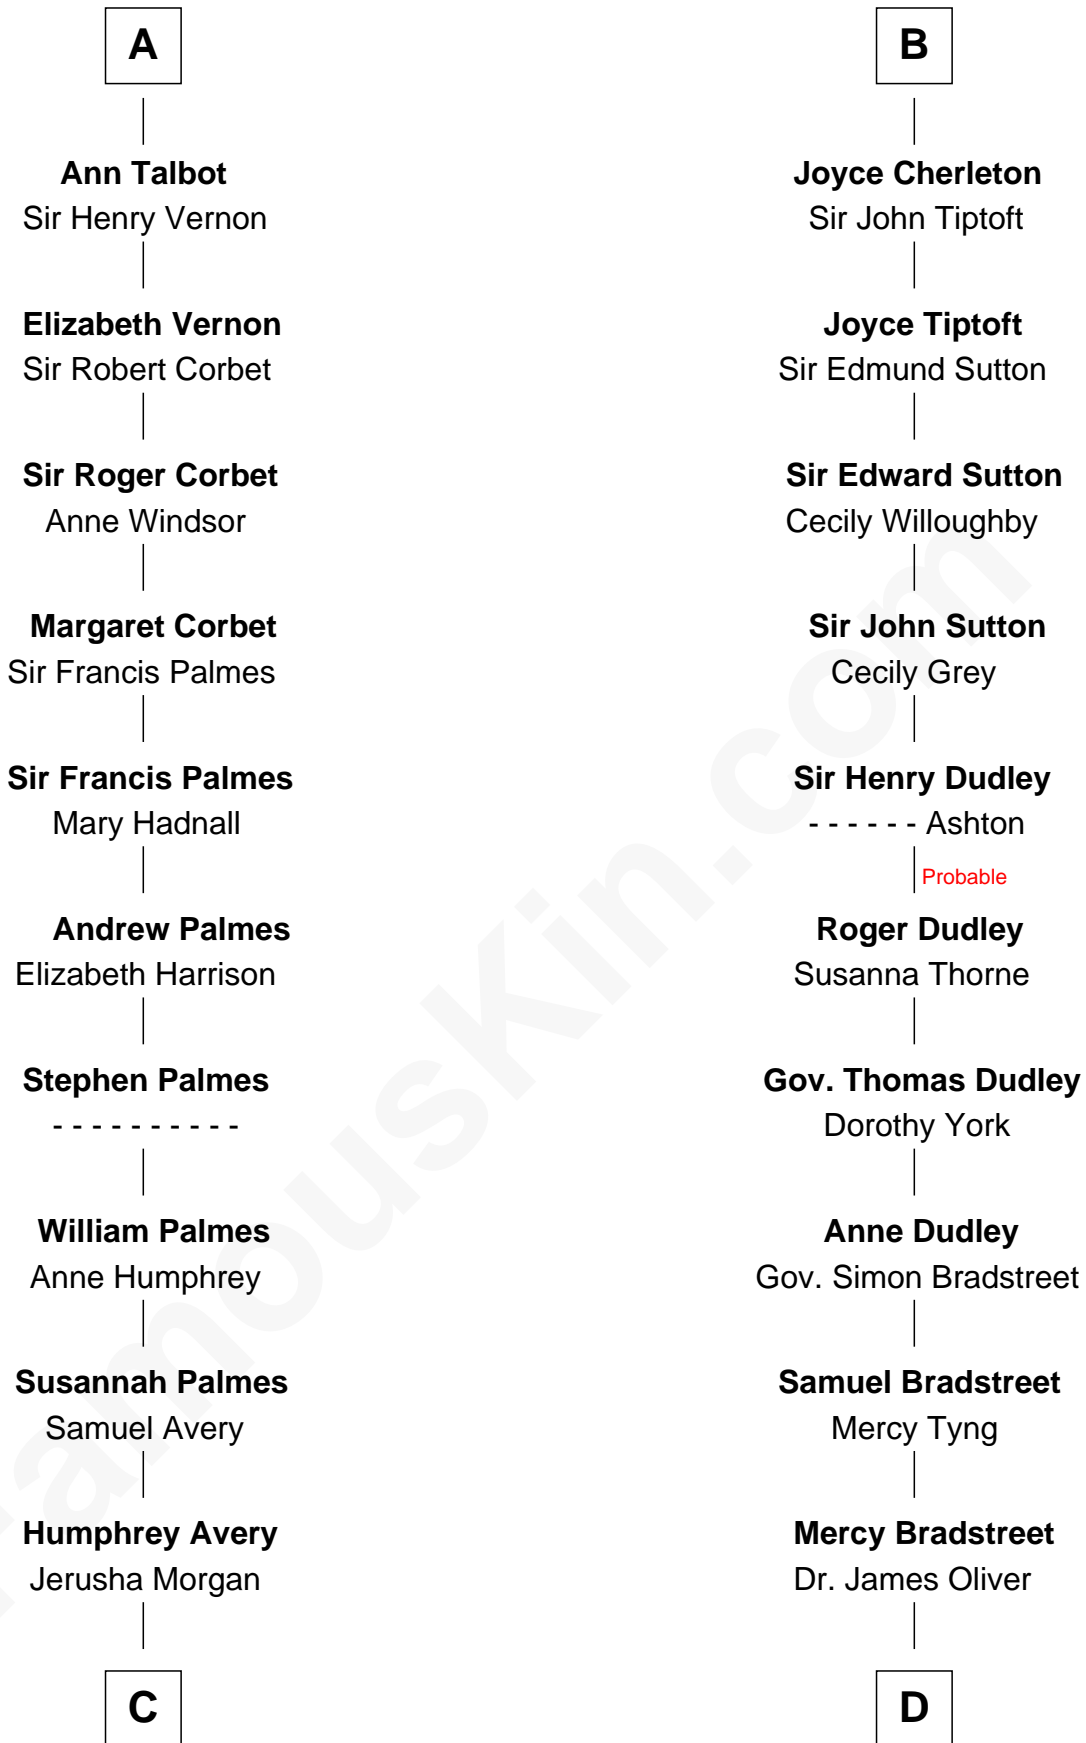 A
Ann Talbot
Sir Henry Vernon
Elizabeth Vernon
Sir Robert Corbet
Sir Roger Corbet
Anne Windsor
Margaret Corbet
Sir Francis Palmes
Sir Francis Palmes
Mary Hadnall
Andrew Palmes
Elizabeth Harrison
Stephen Palmes
- - - - - - - - - -
William Palmes
Anne Humphrey
Susannah Palmes
Samuel Avery
Humphrey Avery
Jerusha Morgan
C
B
Joyce Cherleton
Sir John Tiptoft
Joyce Tiptoft
Sir Edmund Sutton
Sir Edward Sutton
Cecily Willoughby
Sir John Sutton
Cecily Grey
Sir Henry Dudley
- - - - - - Ashton
Probable
Roger Dudley
Susanna Thorne
Gov. Thomas Dudley
Dorothy York
Anne Dudley
Gov. Simon Bradstreet
Samuel Bradstreet
Mercy Tyng
Mercy Bradstreet
Dr. James Oliver
D
FamousKin.com